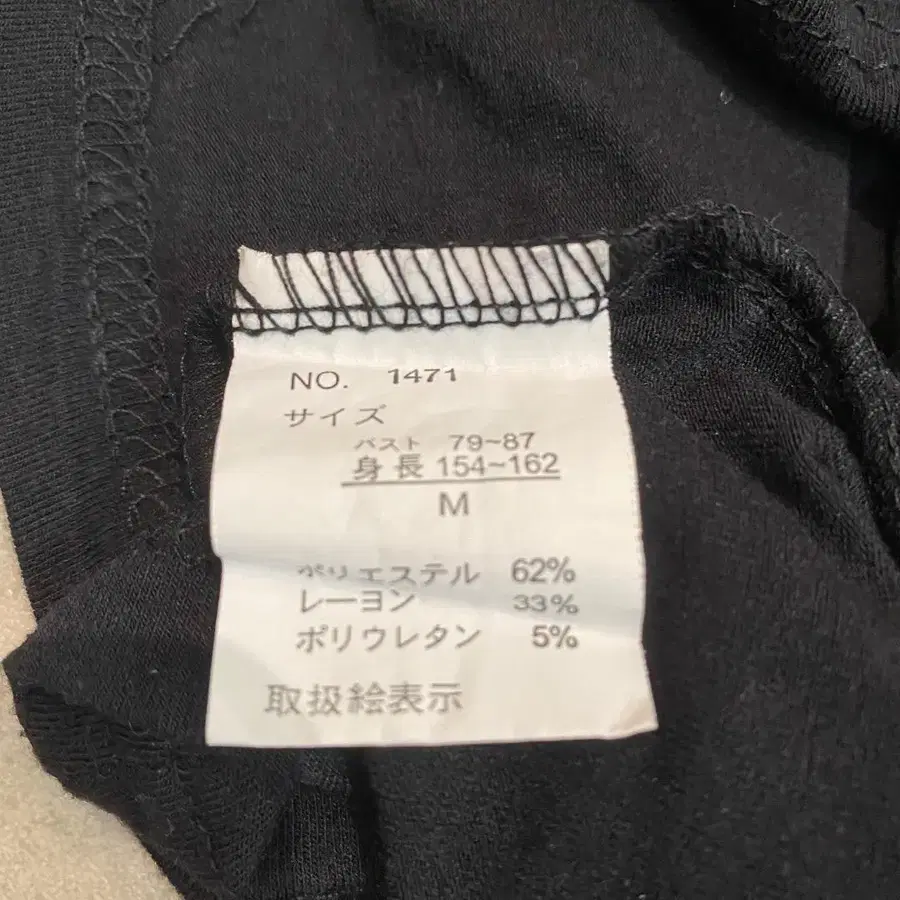 NO. 1471
サイズ
バスト 79~87
身長 154~162
M
ポリエステル 62%
レーヨン 33%
ポリウレタン 5%
取扱絵表示